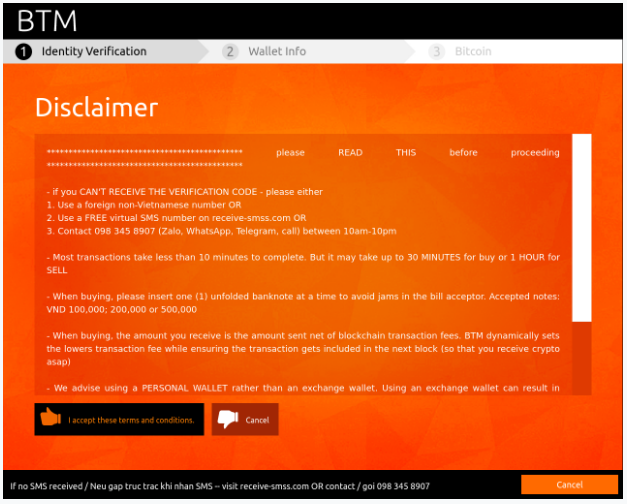 BTM
1 Identity Verification 2 Wallet Info 3 Bitcoin
Disclaimer
********************************************* please READ THIS before proceeding
*********************************************
- if you CAN'T RECEIVE THE VERIFICATION CODE - please either
1. Use a foreign non-Vietnamese number OR
2. Use a FREE virtual SMS number on receive-smss.com OR
3. Contact 098 345 8907 (Zalo, WhatsApp, Telegram, call) between 10am-10pm
- Most transactions take less than 10 minutes to complete. But it may take up to 30 MINUTES for buy or 1 HOUR for
SELL
- When buying, please insert one (1) unfolded banknote at a time to avoid jams in the bill acceptor. Accepted notes:
VND 100,000; 200,000 or 500,000
- When buying, the amount you receive is the amount sent net of blockchain transaction fees. BTM dynamically sets
the lowers transaction fee while ensuring the transaction gets included in the next block (so that you receive crypto
asap)
- We advise using a PERSONAL WALLET rather than an exchange wallet. Using an exchange wallet can result in
I accept these terms and conditions. Cancel
If no SMS received / Neu gap truc trac khi nhan SMS -- visit receive-smss.com OR contact / goi 098 345 8907 Cancel